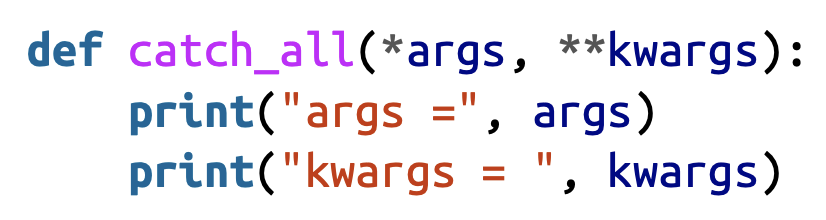 def catch_all(*args, **kwargs):
    print("args =", args)
    print("kwargs = ", kwargs)